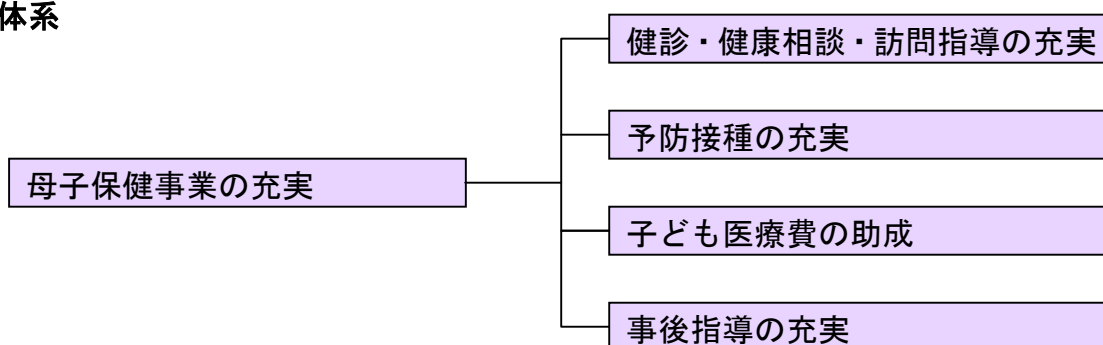 体系
健診・健康相談・訪問指導の充実
予防接種の充実
母子保健事業の充実
子ども医療費の助成
事後指導の充実